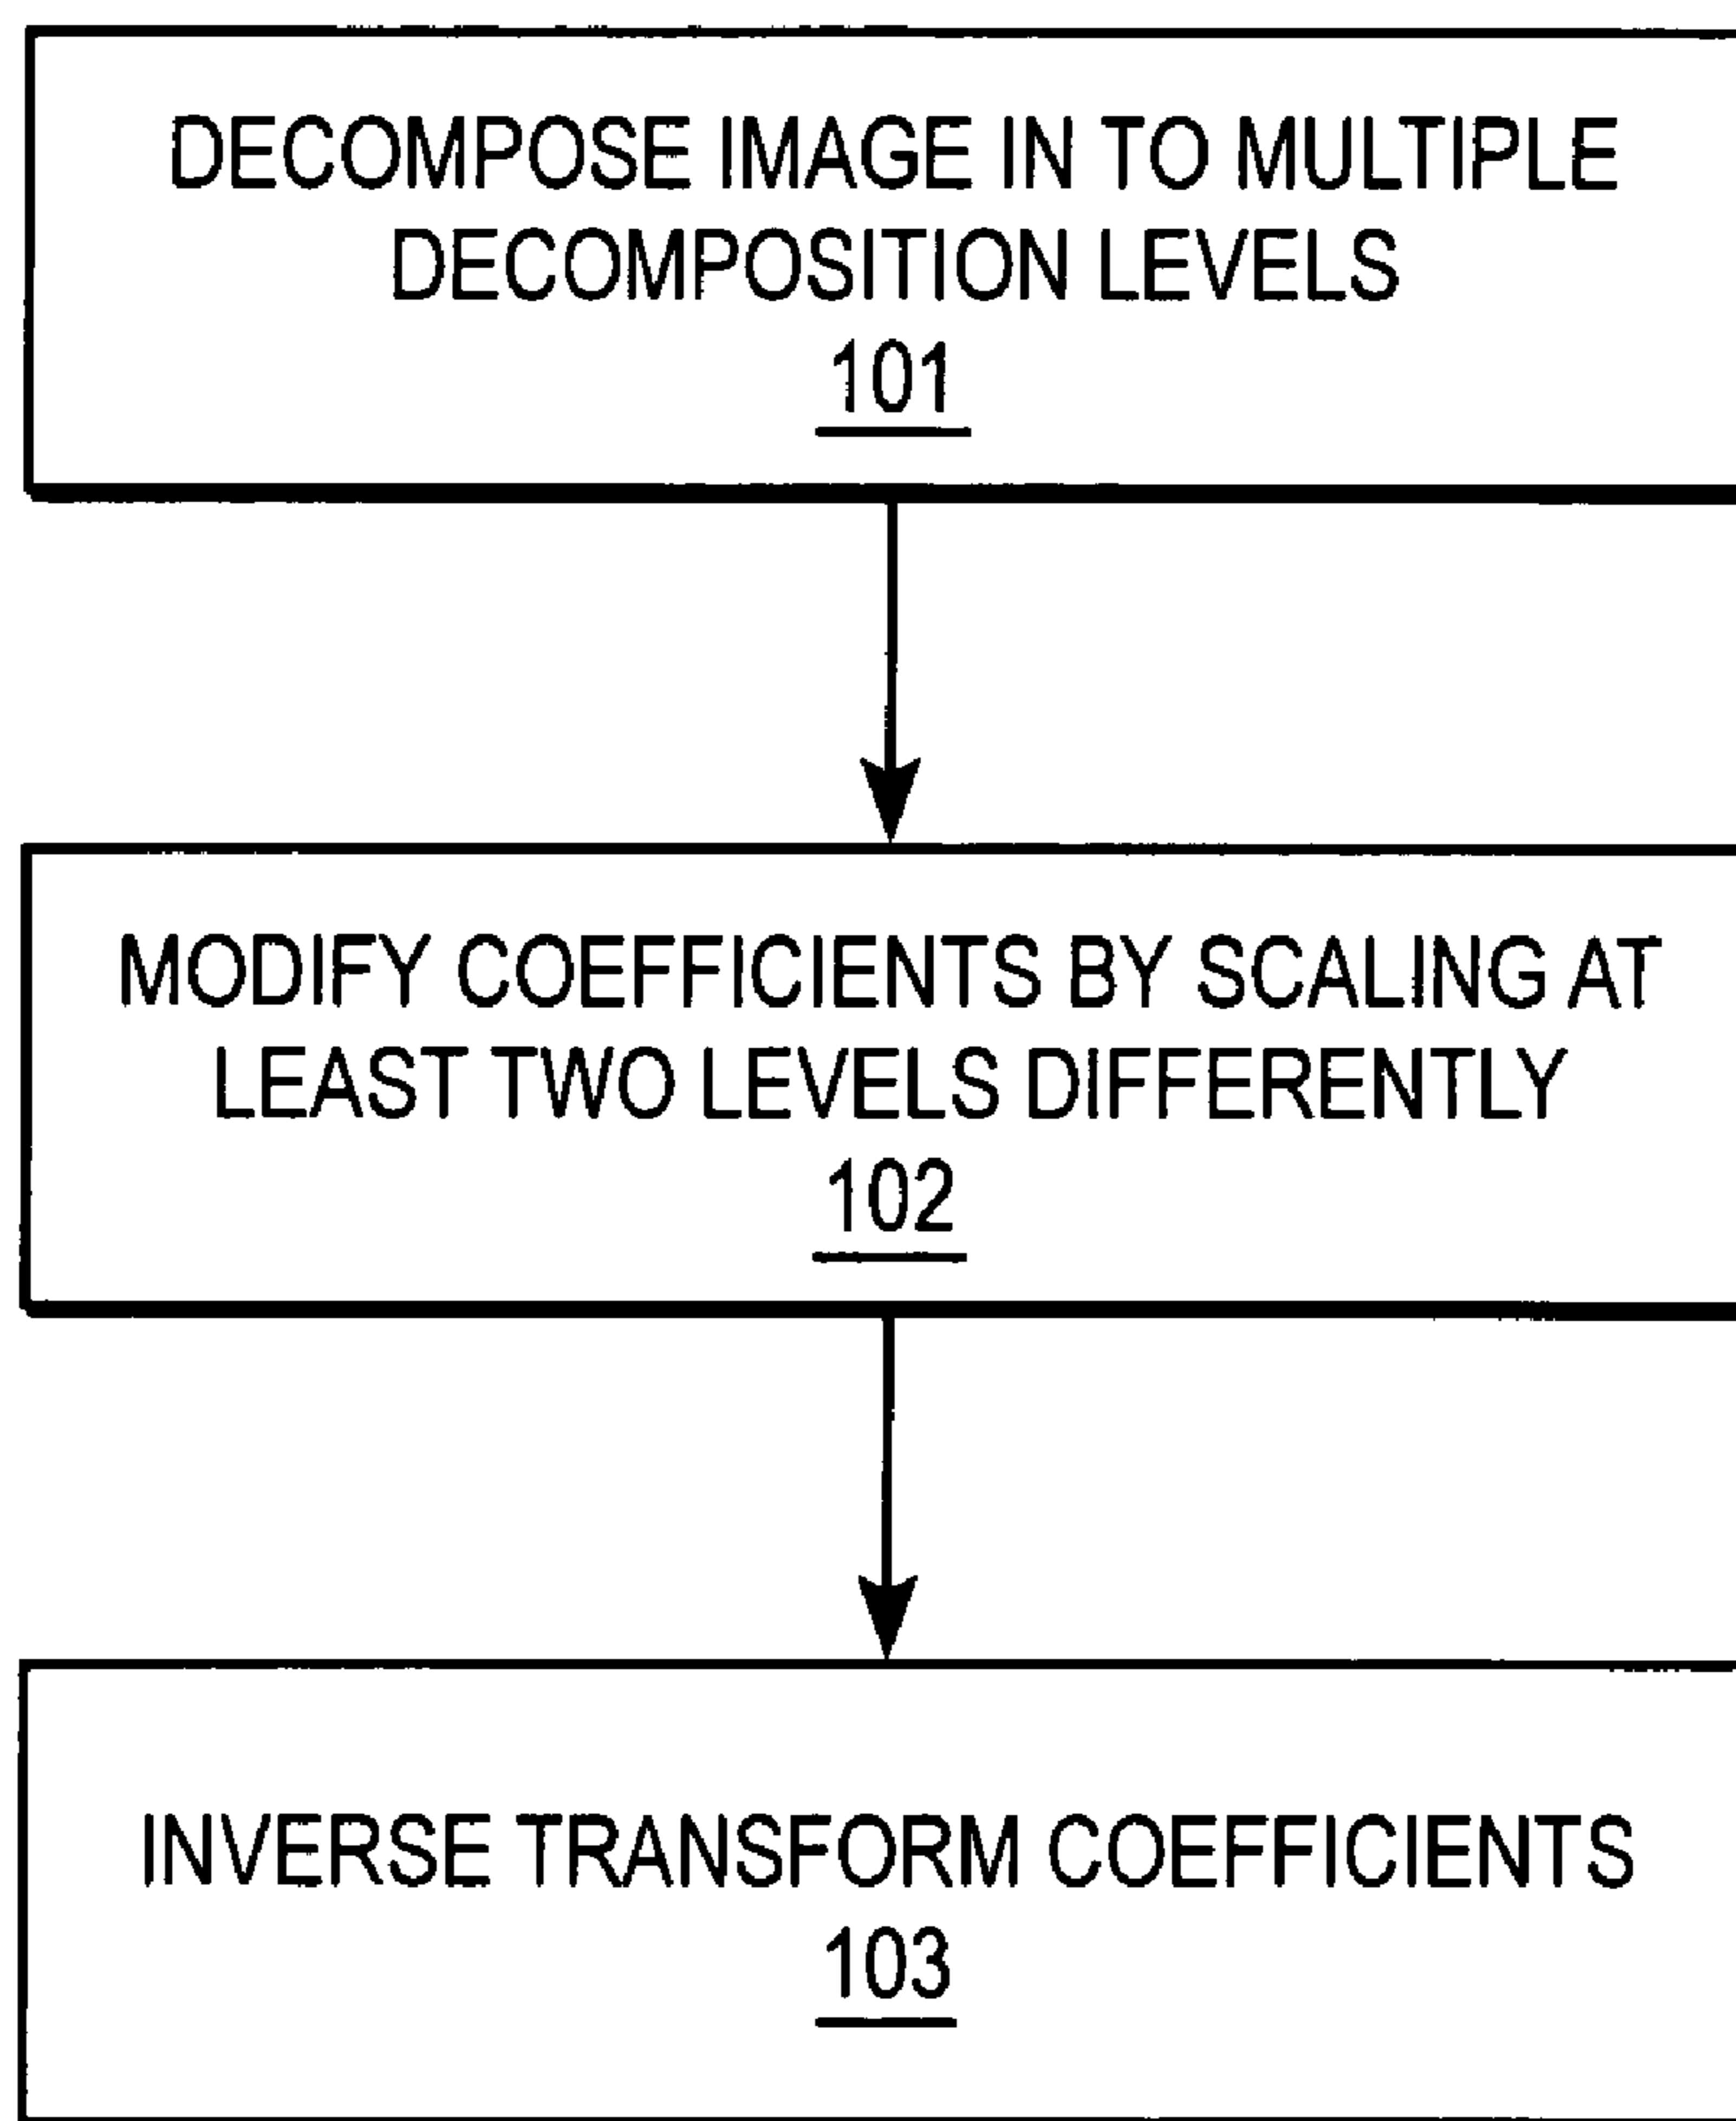 DECOMPOSE IMAGE IN TO MULTIPLE
DECOMPOSITION LEVELS
101
MODIFY COEFFICIENTS BY SCALING AT
LEAST TWO LEVELS DIFFERENTLY
102
INVERSE TRANSFORM COEFFICIENTS
103